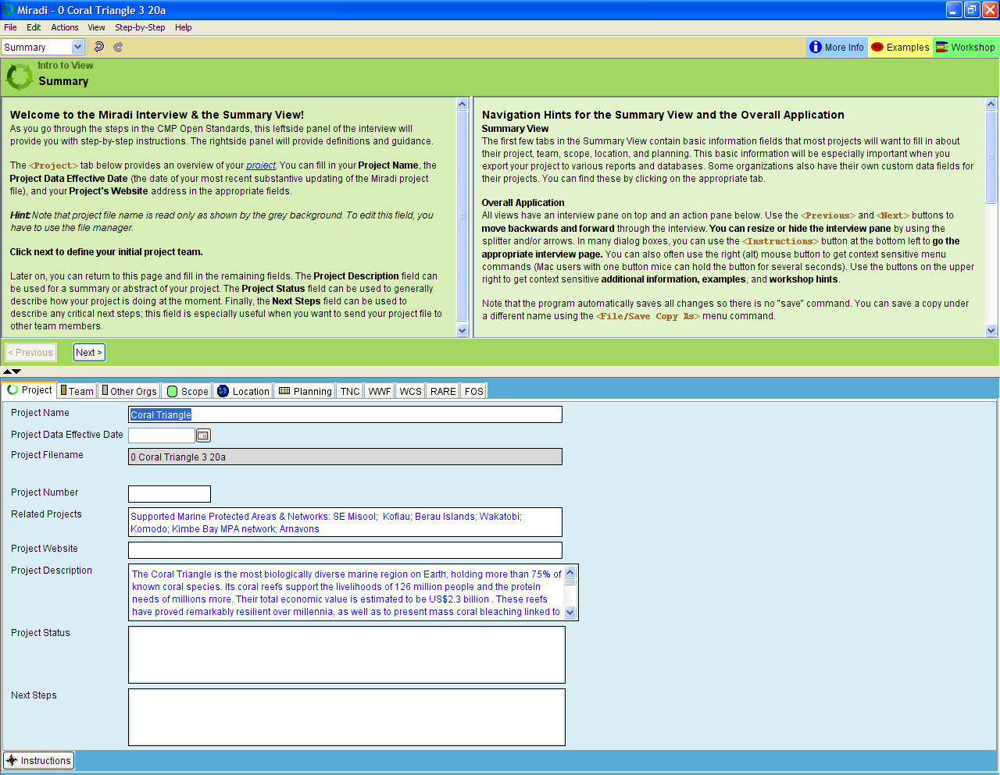 Miradi - 0 Coral Triangle 3 20a
File Edit Actions View Step-by-Step Help
Summary More Info Examples Workshop
Intro to View
Summary
Welcome to the Miradi Interview & the Summary View!
As you go through the steps in the CMP Open Standards, this leftside panel of the interview will
provide you with step-by-step instructions. The rightside panel will provide definitions and guidance.
The <Project> tab below provides an overview of your project. You can fill in your Project Name, the
Project Data Effective Date (the date of your most recent substantive updating of the Miradi project
file), and your Project's Website address in the appropriate fields.
Hint: Note that project file name is read only as shown by the grey background. To edit this field, you
have to use the file manager.
Click next to define your initial project team.
Later on, you can return to this page and fill in the remaining fields. The Project Description field can
be used for a summary or abstract of your project. The Project Status field can be used to generally
describe how your project is doing at the moment. Finally, the Next Steps field can be used to
describe any critical next steps; this field is especially useful when you want to send your project file to
other team members.
Navigation Hints for the Summary View and the Overall Application
Summary View
The first few tabs in the Summary View contain basic information fields that most projects will want to fill in about
their project, team, scope, location, and planning. This basic information will be especially important when you
export your project to various reports and databases. Some organizations also have their own custom data fields for
their projects. You can find these by clicking on the appropriate tab.
Overall Application
All views have an interview pane on top and an action pane below. Use the <Previous> and <Next> buttons to
move backwards and forward through the interview. You can resize or hide the interview pane by using the
splitter and/or arrows. In many dialog boxes, you can use the <Instructions> button at the bottom left to go the
appropriate interview page. You can also often use the right (alt) mouse button to get context sensitive menu
commands (Mac users with one button mice can hold the button for several seconds). Use the buttons on the upper
right to get context sensitive additional information, examples, and workshop hints.
Note that the program automatically saves all changes so there is no "save" command. You can save a copy under
a different name using the <File/Save Copy As> menu command.
< Previous Next >
Project Team Other Orgs Scope Location Planning TNC WWF WCS RARE FOS
Project Name Coral Triangle
Project Data Effective Date
Project Filename 0 Coral Triangle 3 20a
Project Number
Related Projects Supported Marine Protected Areas & Networks: SE Misool; Kofiau; Berau Islands; Wakatobi;
Komodo; Kimbe Bay MPA network; Arnavons
Project Website
Project Description The Coral Triangle is the most biologically diverse marine region on Earth, holding more than 75% of
known coral species. Its coral reefs support the livelihoods of 126 million people and the protein
needs of millions more. Their total economic value is estimated to be US$2.3 billion . These reefs
have proved remarkably resilient over millennia, as well as to present mass coral bleaching linked to
Project Status
Next Steps
Instructions